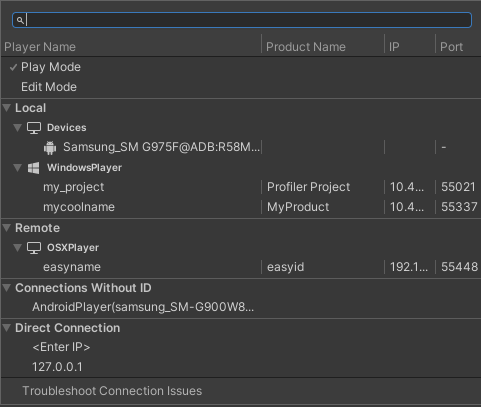 Player Name Product Name IP Port
Play Mode
Edit Mode
Local
Devices
Samsung_SM G975F@ADB:R58M... -
WindowsPlayer
my_project Profiler Project 10.4... 55021
mycoolname MyProduct 10.4... 55337
Remote
OSXPlayer
easyname easyid 192.1... 55448
Connections Without ID
AndroidPlayer(samsung_SM-G900W8...
Direct Connection
<Enter IP>
127.0.0.1
Troubleshoot Connection Issues